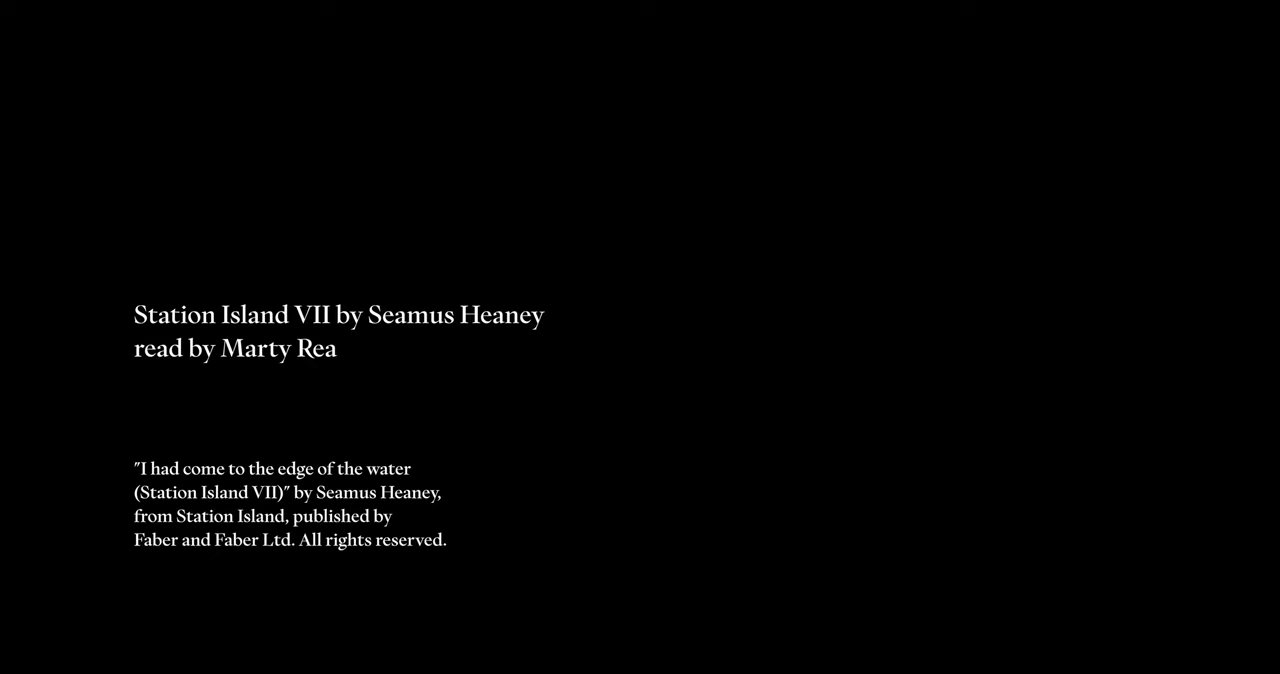 Station Island VII by Seamus Heaney
read by Marty Rea
"I had come to the edge of the water
(Station Island VII)" by Seamus Heaney,
from Station Island, published by
Faber and Faber Ltd. All rights reserved.